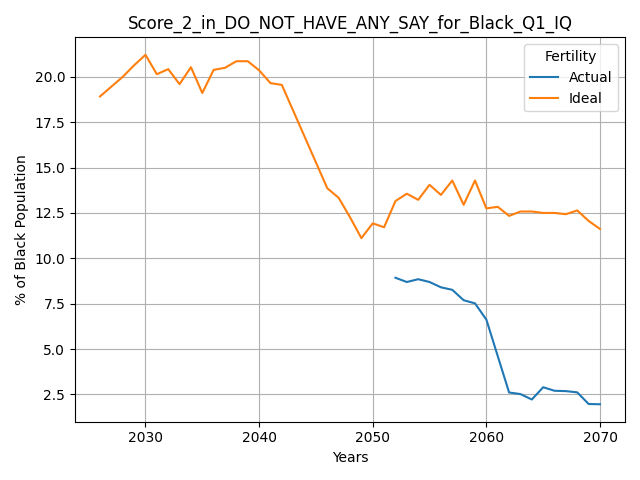 Score_2_in_DO_NOT_HAVE_ANY_SAY_for_Black_Q1_IQ
Fertility
Actual
Ideal
% of Black Population
20.0
17.5
15.0
12.5
10.0
7.5
5.0
2.5
2030 2040 2050 2060 2070
Years